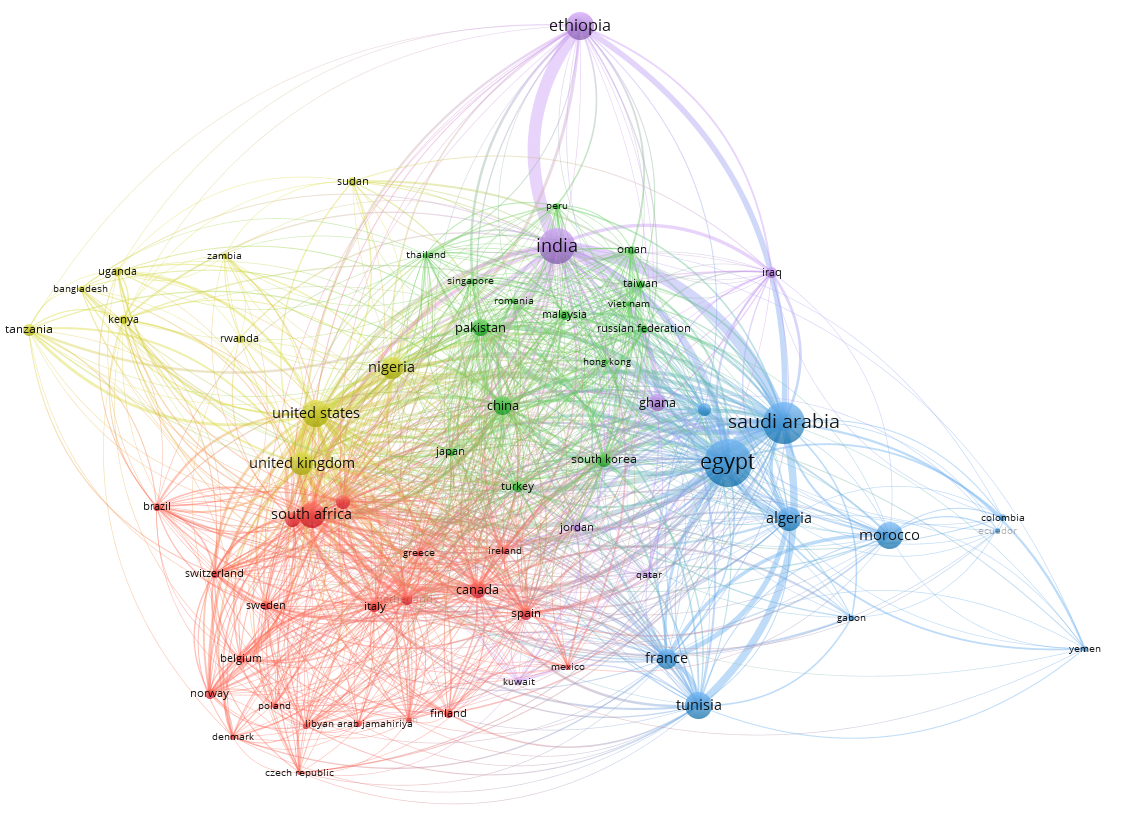 ethiopia
sudan
peru
india
oman
zambia
thailand
uganda
iraq
singapore
taiwan
bangladesh
romania
viet nam
malaysia
kenya
tanzania
pakistan
russian federation
rwanda
hong kong
nigeria
ghana
china
united states
saudi arabia
japan
south korea
united kingdom
egypt
turkey
brazil
south africa
algeria
colombia
jordan
ecuador
morocco
greece
ireland
switzerland
qatar
canada
sweden
italy
spain
gabon
yemen
belgium
france
mexico
kuwait
norway
poland
tunisia
finland
libyan arab jamahiriya
denmark
czech republic